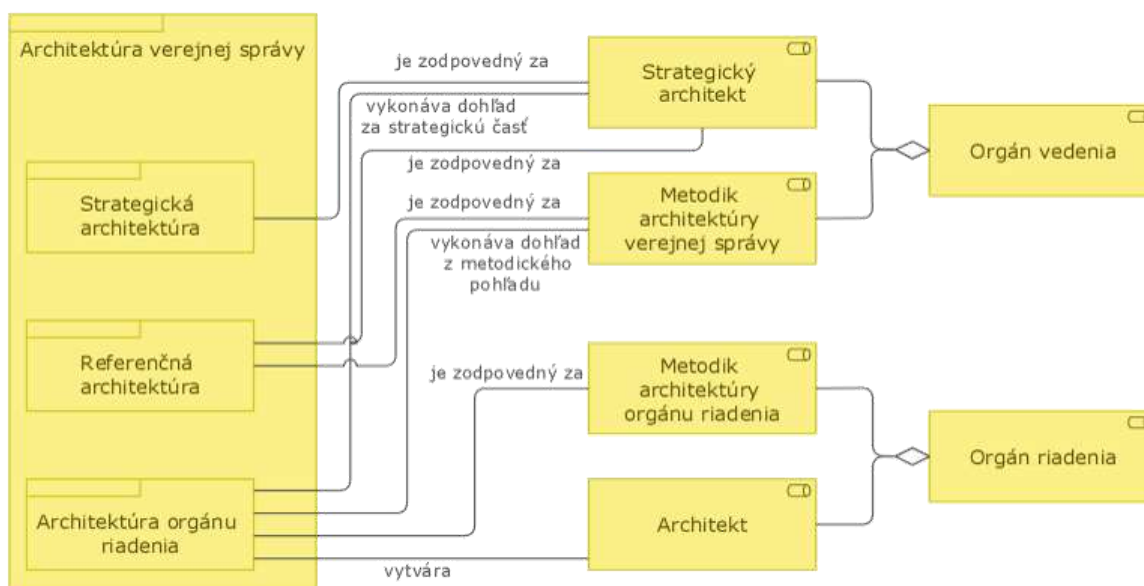 Architektúra verejnej správy
Strategická
architektúra
Referenčná
architektúra
Architektúra orgánu
riadenia
je zodpovedný za
vykonáva dohľad
za strategickú časť
je zodpovedný za
je zodpovedný za
vykonáva dohľad
z metodického
pohľadu
je zodpovedný za
vytvára
Strategický
architekt
Metodik
architektúry
verejnej správy
Metodik
architektúry
orgánu riadenia
Architekt
Orgán vedenia
Orgán riadenia